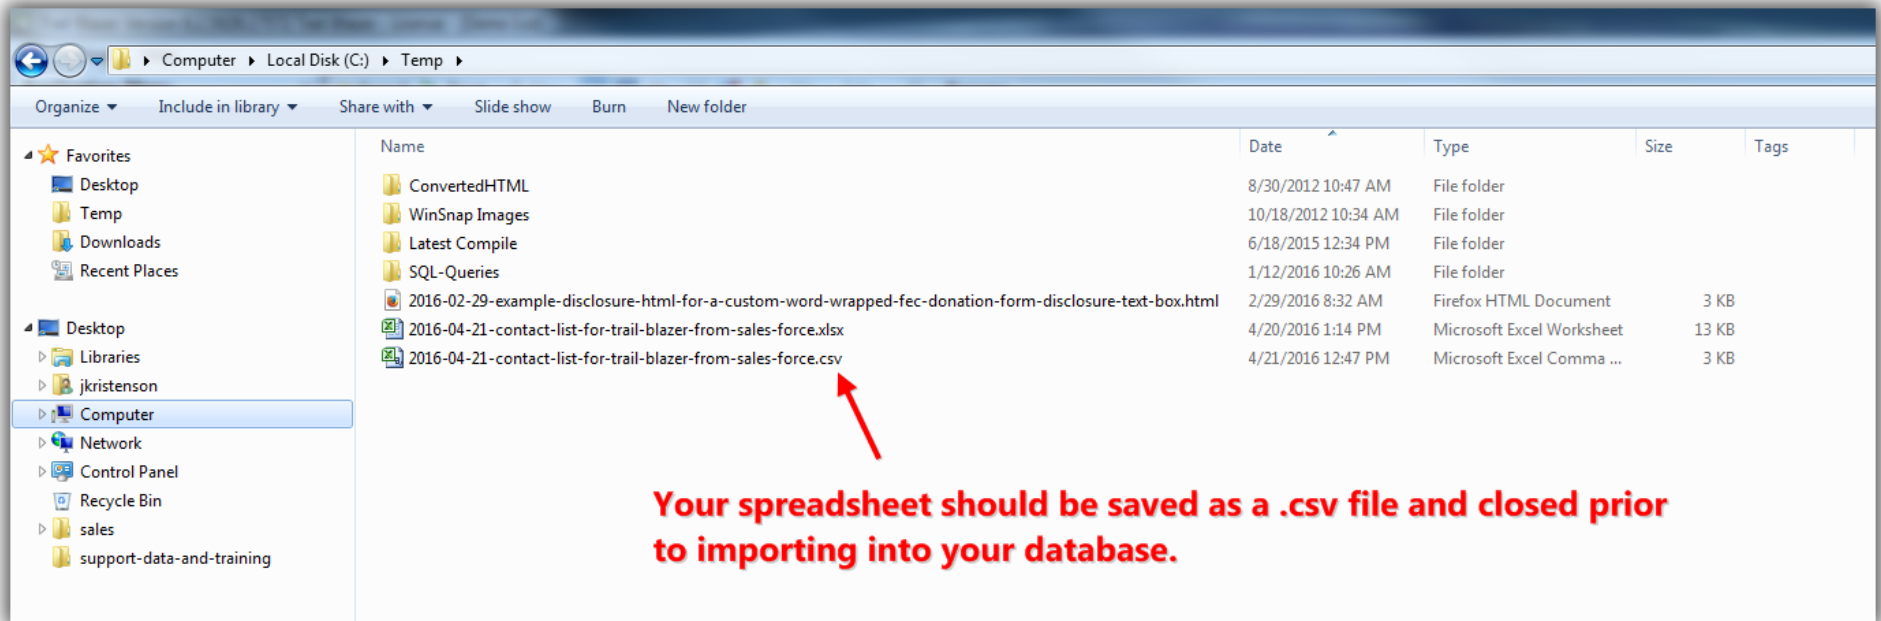 Computer Local Disk (C:) Temp
Organize Include in library Share with Slide show Burn New folder
Name Date Type Size Tags
Favorites
Desktop
Temp
Downloads
Recent Places
Desktop
Libraries
jkristenson
Computer
Network
Control Panel
Recycle Bin
sales
support-data-and-training
ConvertedHTML 8/30/2012 10:47 AM File folder
WinSnap Images 10/18/2012 10:34 AM File folder
Latest Compile 6/18/2015 12:34 PM File folder
SQL-Queries 1/12/2016 10:26 AM File folder
2016-02-29-example-disclosure-html-for-a-custom-word-wrapped-fec-donation-form-disclosure-text-box.html 2/29/2016 8:32 AM Firefox HTML Document 3 KB
2016-04-21-contact-list-for-trail-blazer-from-sales-force.xlsx 4/20/2016 1:14 PM Microsoft Excel Worksheet 13 KB
2016-04-21-contact-list-for-trail-blazer-from-sales-force.csv 4/21/2016 12:47 PM Microsoft Excel Comma ... 3 KB
Your spreadsheet should be saved as a .csv file and closed prior
to importing into your database.